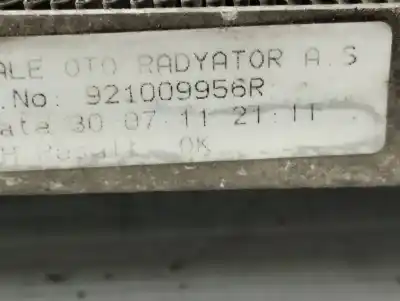 ALE OTO RADYATOR A.S
.No: 921009956R
ate 30 07 11 21:11
OK